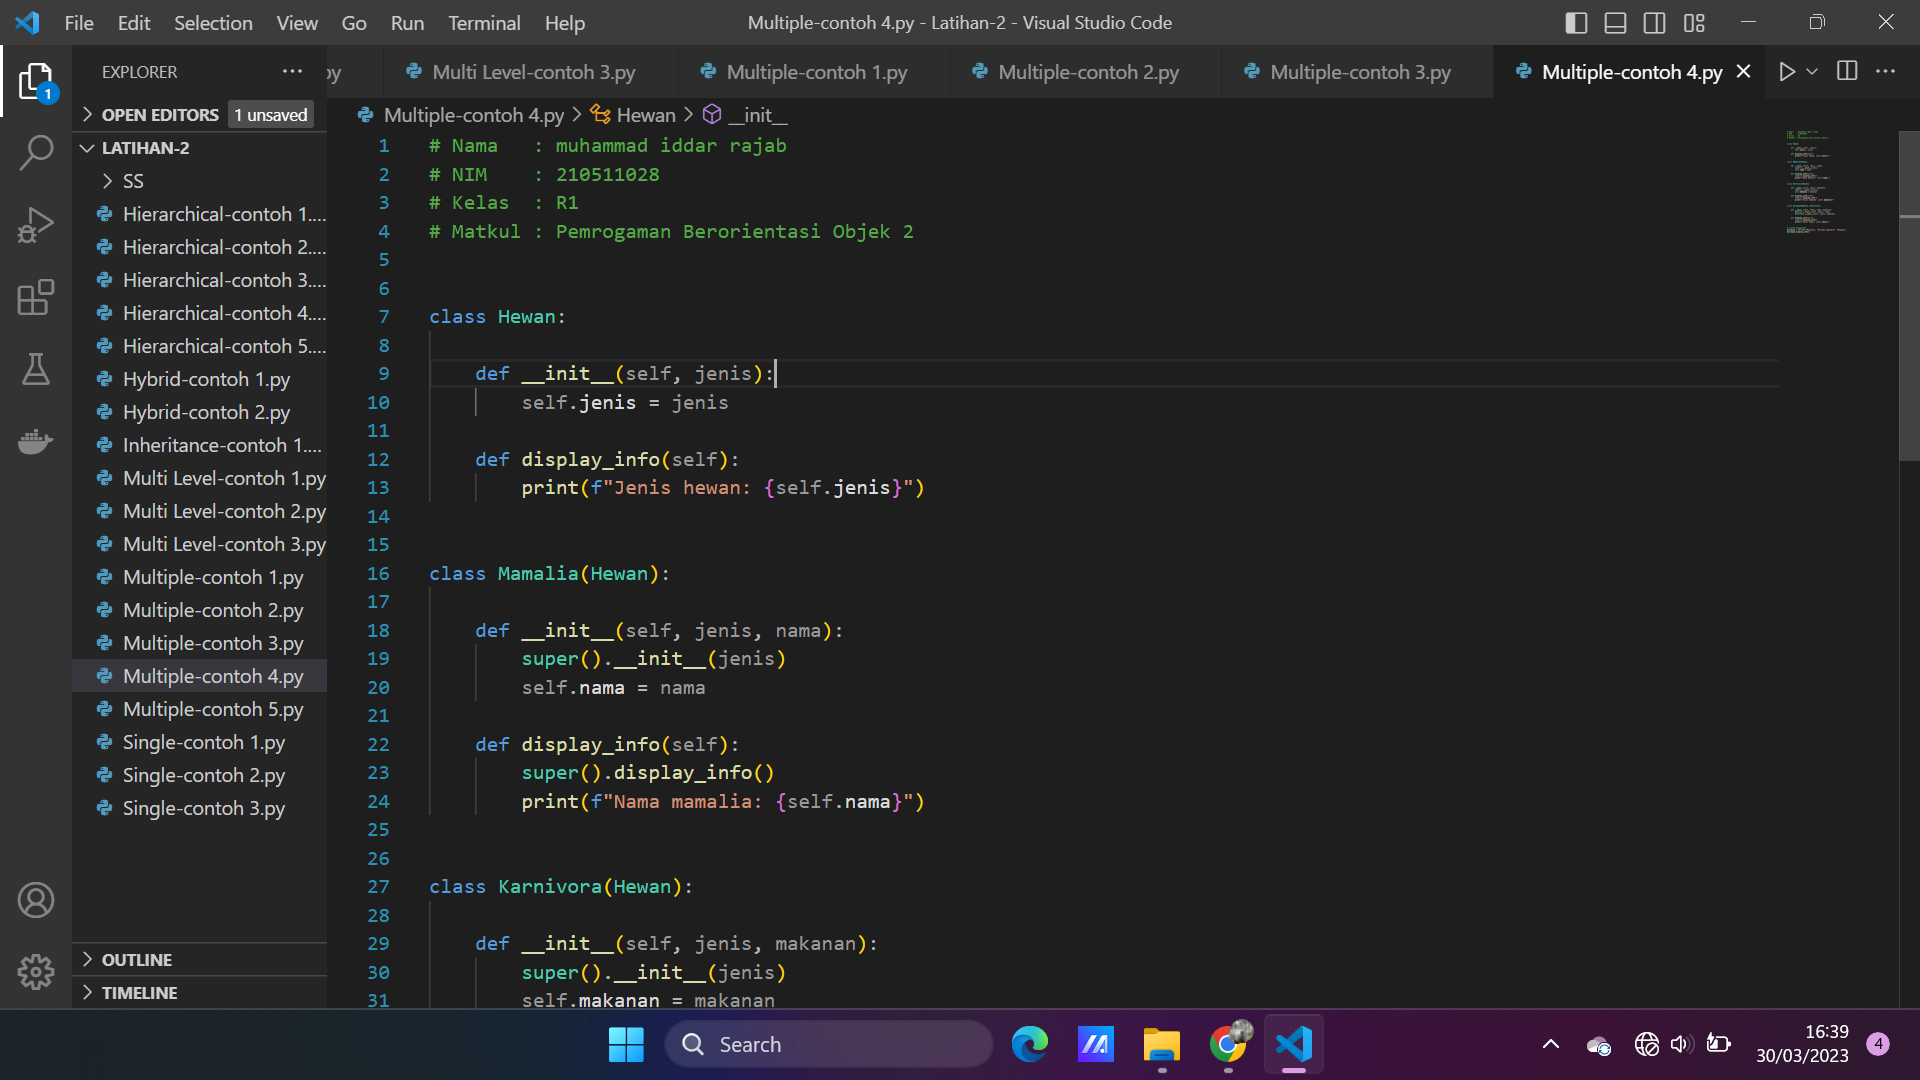 File Edit Selection View Go Run Terminal Help
Multiple-contoh 4.py - Latihan-2 - Visual Studio Code
EXPLORER
py
Multi Level-contoh 3.py
Multiple-contoh 1.py
Multiple-contoh 2.py
Multiple-contoh 3.py
Multiple-contoh 4.py
1
OPEN EDITORS 1 unsaved
LATIHAN-2
SS
Hierarchical-contoh 1....
Hierarchical-contoh 2....
Hierarchical-contoh 3....
Hierarchical-contoh 4....
Hierarchical-contoh 5....
Hybrid-contoh 1.py
Hybrid-contoh 2.py
Inheritance-contoh 1....
Multi Level-contoh 1.py
Multi Level-contoh 2.py
Multi Level-contoh 3.py
Multiple-contoh 1.py
Multiple-contoh 2.py
Multiple-contoh 3.py
Multiple-contoh 4.py
Multiple-contoh 5.py
Single-contoh 1.py
Single-contoh 2.py
Single-contoh 3.py
OUTLINE
TIMELINE
Multiple-contoh 4.py > Hewan > __init__
1 # Nama   : muhammad iddar rajab
2 # NIM    : 210511028
3 # Kelas  : R1
4 # Matkul : Pemrogaman Berorientasi Objek 2
5
6
7 class Hewan:
8
9     def __init__(self, jenis):
10         self.jenis = jenis
11
12     def display_info(self):
13         print(f"Jenis hewan: {self.jenis}")
14
15
16 class Mamalia(Hewan):
17
18     def __init__(self, jenis, nama):
19         super().__init__(jenis)
20         self.nama = nama
21
22     def display_info(self):
23         super().display_info()
24         print(f"Nama mamalia: {self.nama}")
25
26
27 class Karnivora(Hewan):
28
29     def __init__(self, jenis, makanan):
30         super().__init__(jenis)
31         self.makanan = makanan
Search
16:39
30/03/2023
4